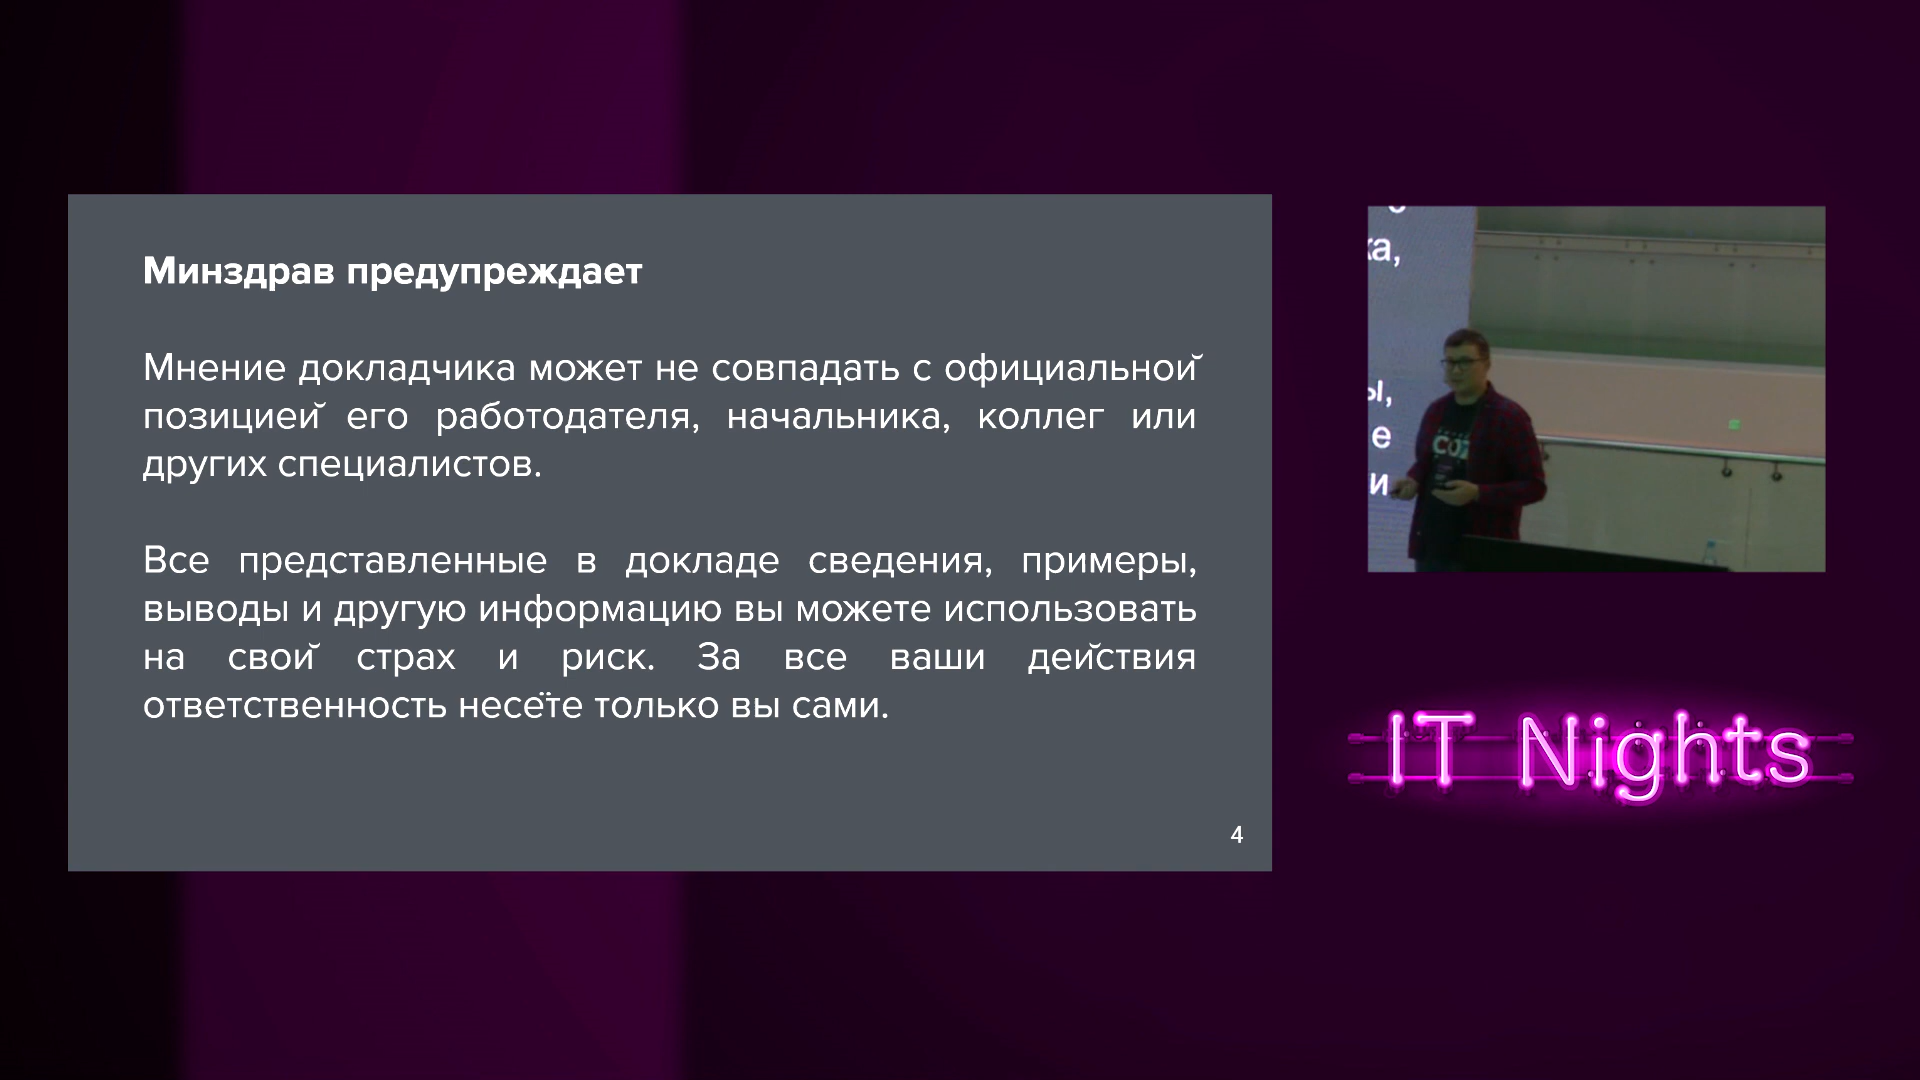 Минздрав предупреждает
Мнение докладчика может не совпадать с официальной
позицией его работодателя, начальника, коллег или
других специалистов.
Все представленные в докладе сведения, примеры,
выводы и другую информацию вы можете использовать
на свой страх и риск. За все ваши действия
ответственность несёте только вы сами.
4
ка,
ы,
е
и
IT Nights